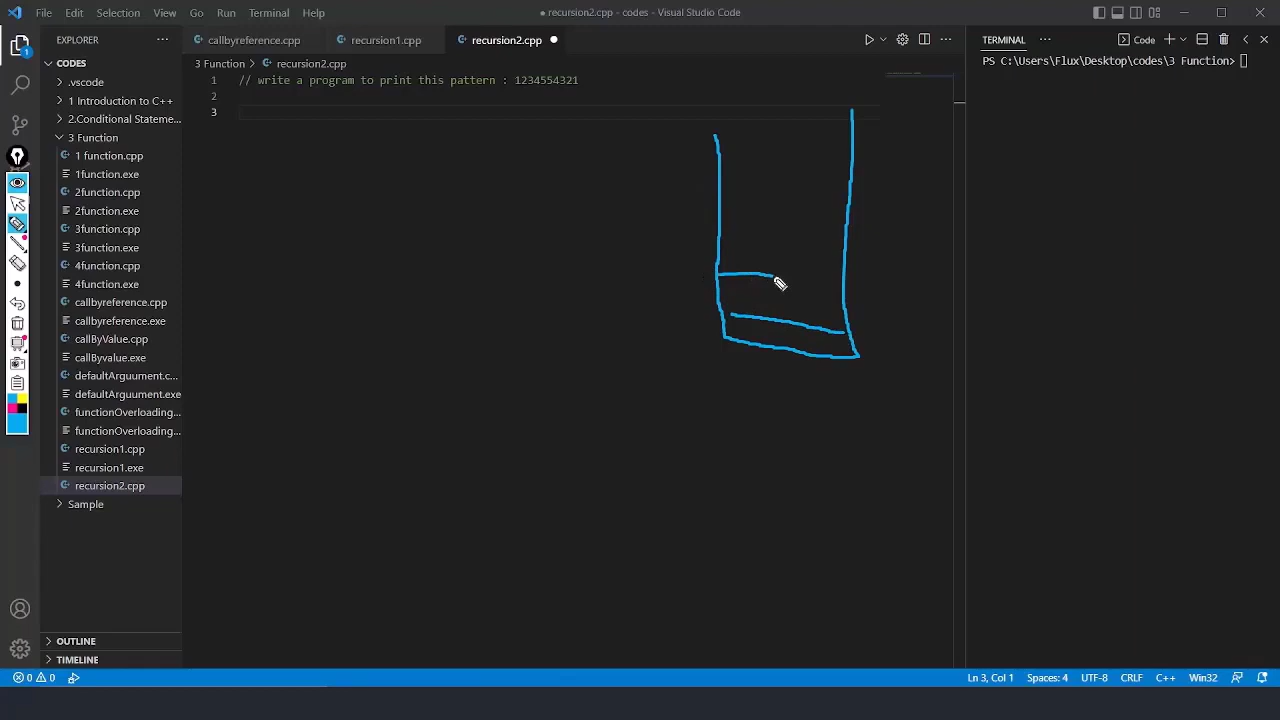 File Edit Selection View Go Run Terminal Help
● recursion2.cpp - codes - Visual Studio Code
EXPLORER
callbyreference.cpp
recursion1.cpp
recursion2.cpp
TERMINAL
Code
CODES
3 Function > recursion2.cpp
PS C:\Users\Flux\Desktop\codes\3 Function>
1 // write a program to print this pattern : 1234554321
2
3
.vscode
1 Introduction to C++
2.Conditional Stateme...
3 Function
1 function.cpp
1function.exe
2function.cpp
2function.exe
3function.cpp
3function.exe
4function.cpp
4function.exe
callbyreference.cpp
callbyreference.exe
callByValue.cpp
callByvalue.exe
defaultArguument.c...
defaultArguument.exe
functionOverloading...
functionOverloading...
recursion1.cpp
recursion1.exe
recursion2.cpp
Sample
OUTLINE
TIMELINE
0 0
Ln 3, Col 1 Spaces: 4 UTF-8 CRLF C++ Win32
1